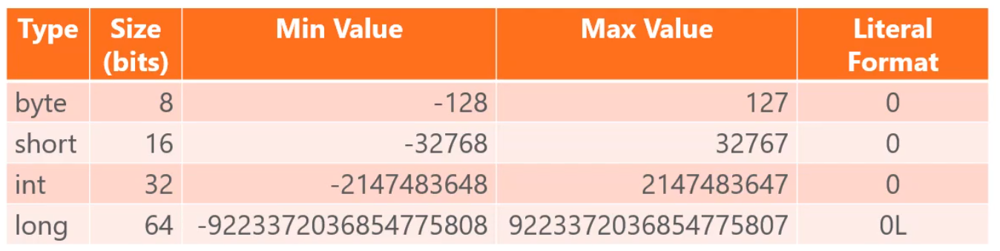 Type Size (bits) Min Value Max Value Literal Format
byte 8 -128 127 0
short 16 -32768 32767 0
int 32 -2147483648 2147483647 0
long 64 -9223372036854775808 9223372036854775807 0L